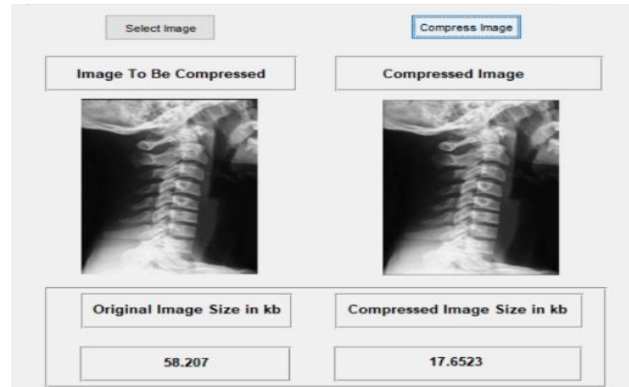 Select Image
Compress Image
Image To Be Compressed
Compressed Image
Original Image Size in kb
Compressed Image Size in kb
58.207
17.6523